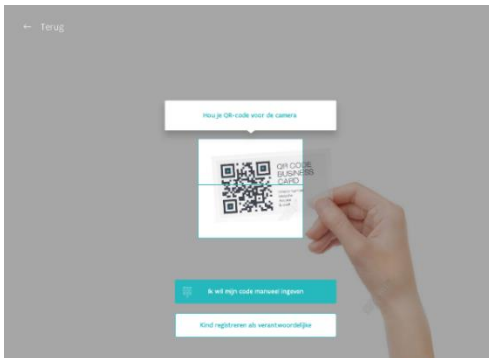 ← Terug
Hou je QR-code voor de camera
QR CODE
BUSINESS
CARD
Ik wil mijn code manueel ingeven
Kind registreren als verantwoordelijke